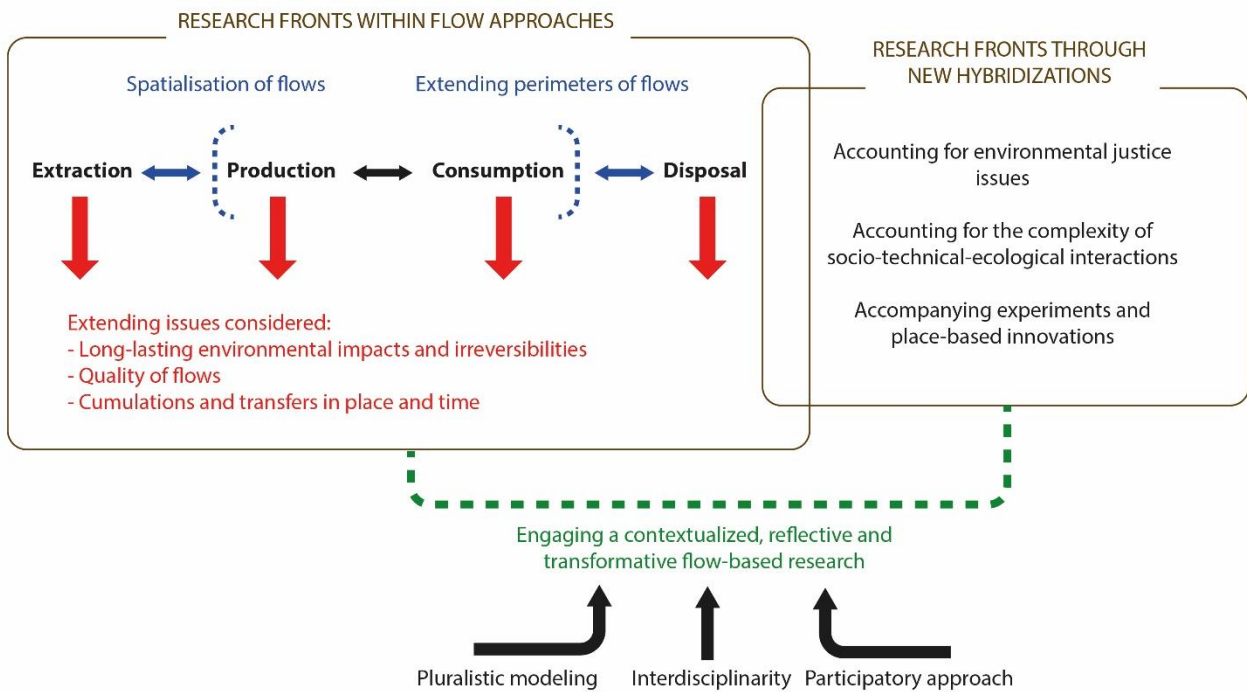 RESEARCH FRONTS WITHIN FLOW APPROACHES
RESEARCH FRONTS THROUGH
NEW HYBRIDIZATIONS
Spatialisation of flows
Extending perimeters of flows
Extraction
Production
Consumption
Disposal
Extending issues considered:
- Long-lasting environmental impacts and irreversibilities
- Quality of flows
- Cumulations and transfers in place and time
Accounting for environmental justice
issues
Accounting for the complexity of
socio-technical-ecological interactions
Accompanying experiments and
place-based innovations
Engaging a contextualized, reflective and
transformative flow-based research
Pluralistic modeling
Interdisciplinarity
Participatory approach